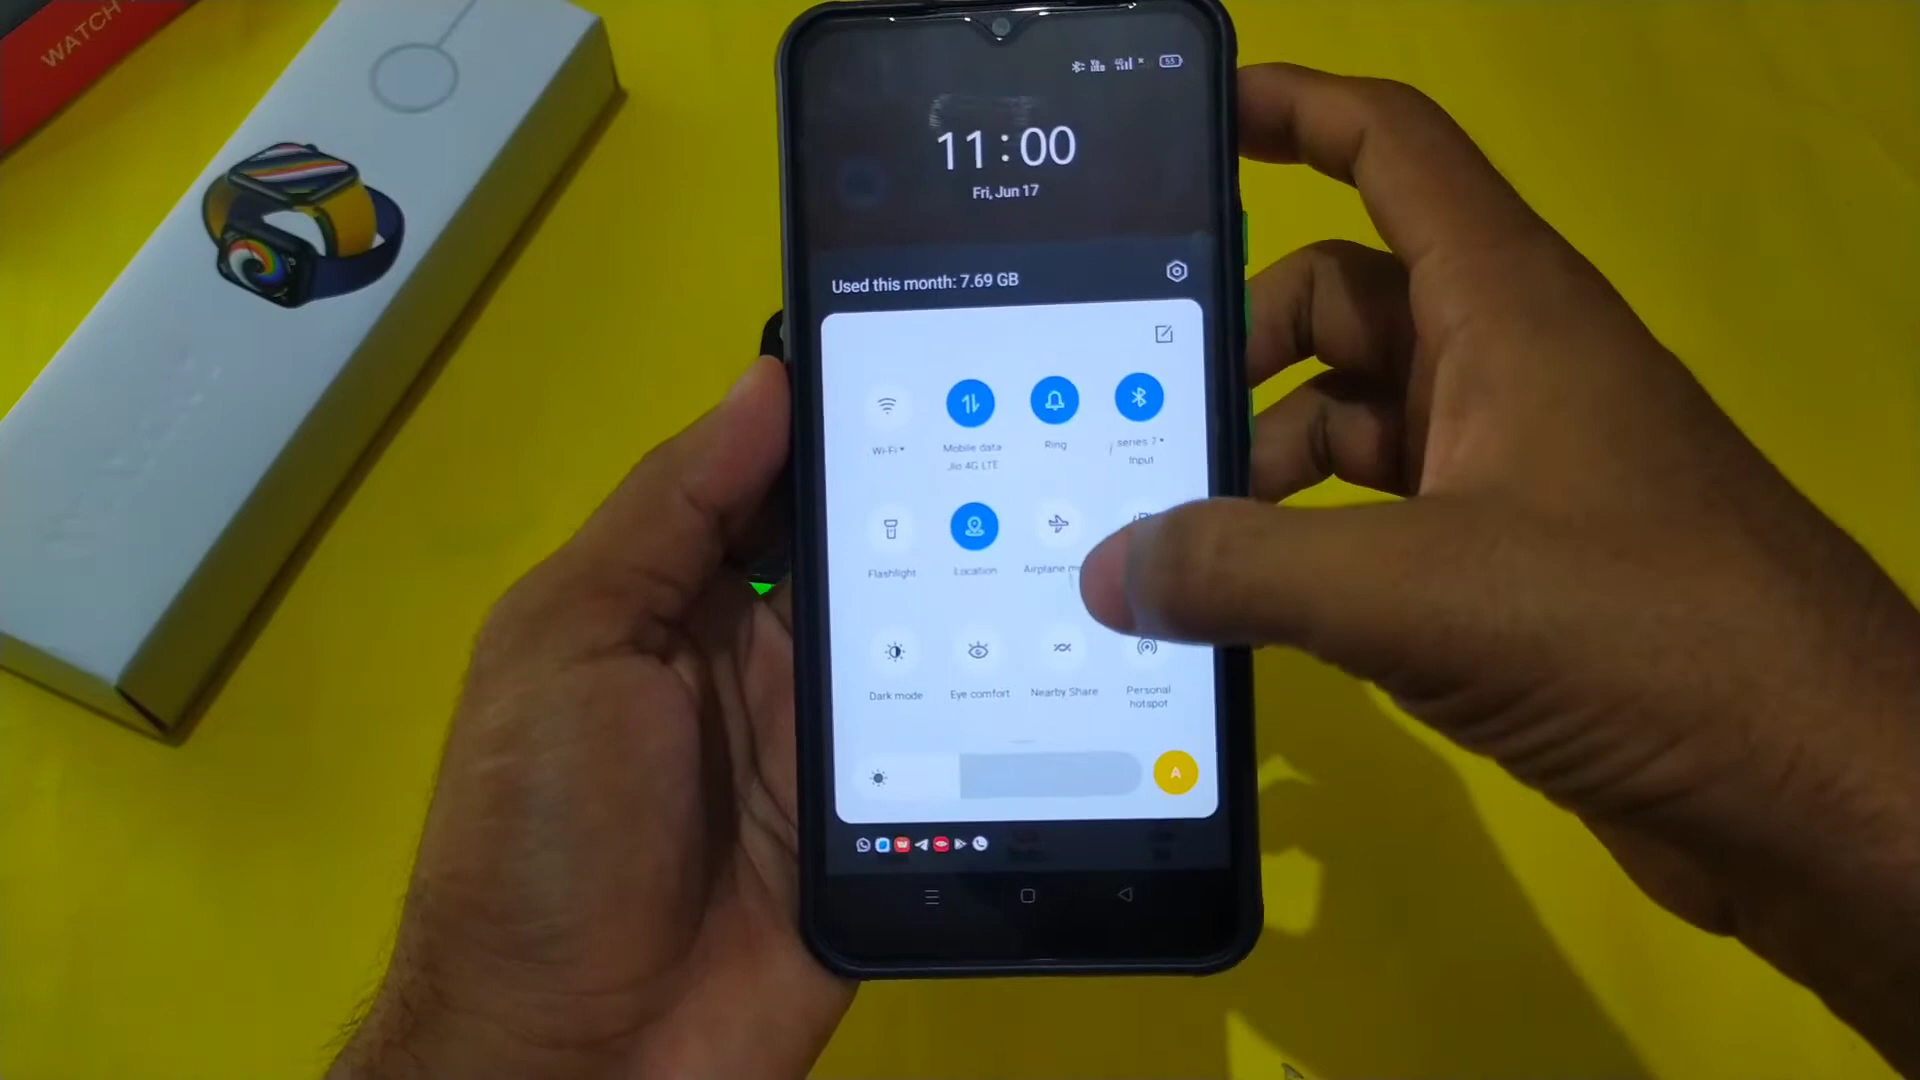 WATCH
55
11:00
Fri, Jun 17
Used this month: 7.69 GB
Wi-Fi
Mobile data
Jio 4G LTE
Ring
series 7
Input
Flashlight
Location
Airplane m
Dark mode
Eye comfort
Nearby Share
Personal
hotspot
A